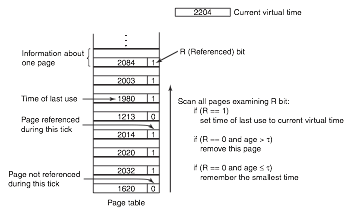 2204 Current virtual time
Information about
one page
2084 1
R (Referenced) bit
2003 1
Time of last use
1980 1
Scan all pages examining R bit:
if (R == 1)
set time of last use to current virtual time
Page referenced
during this tick
1213 0
2014 1
if (R == 0 and age > τ)
remove this page
2020 1
if (R == 0 and age ≤ τ)
remember the smallest time
Page not referenced
during this tick
2032 1
1620 0
Page table